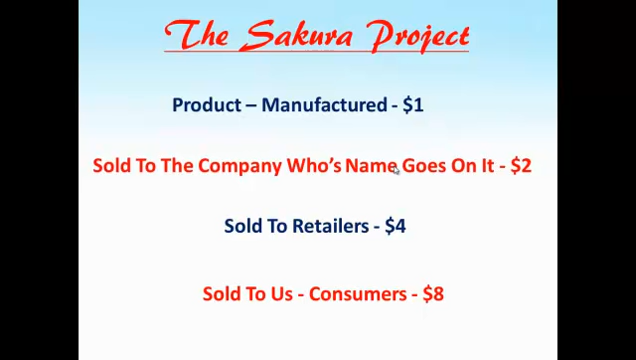 The Sakura Project
Product – Manufactured - $1
Sold To The Company Who's Name Goes On It - $2
Sold To Retailers - $4
Sold To Us - Consumers - $8